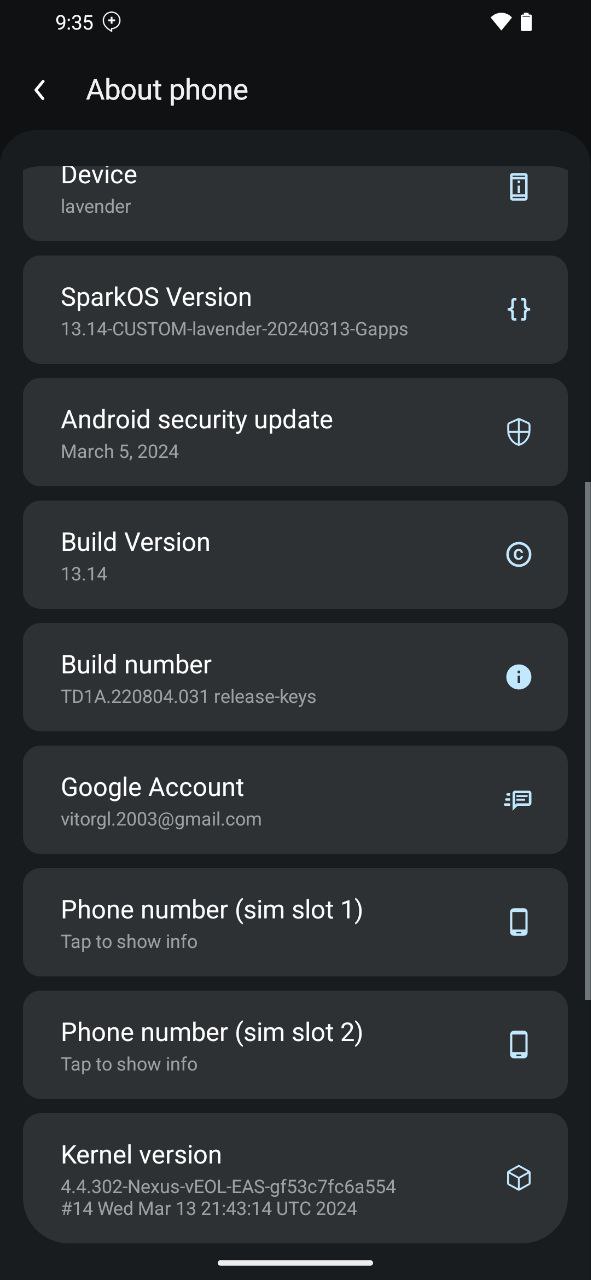 9:35
About phone
Device
lavender
SparkOS Version
13.14-CUSTOM-lavender-20240313-Gapps
Android security update
March 5, 2024
Build Version
13.14
Build number
TD1A.220804.031 release-keys
Google Account
vitorgl.2003@gmail.com
Phone number (sim slot 1)
Tap to show info
Phone number (sim slot 2)
Tap to show info
Kernel version
4.4.302-Nexus-vEOL-EAS-gf53c7fc6a554
#14 Wed Mar 13 21:43:14 UTC 2024